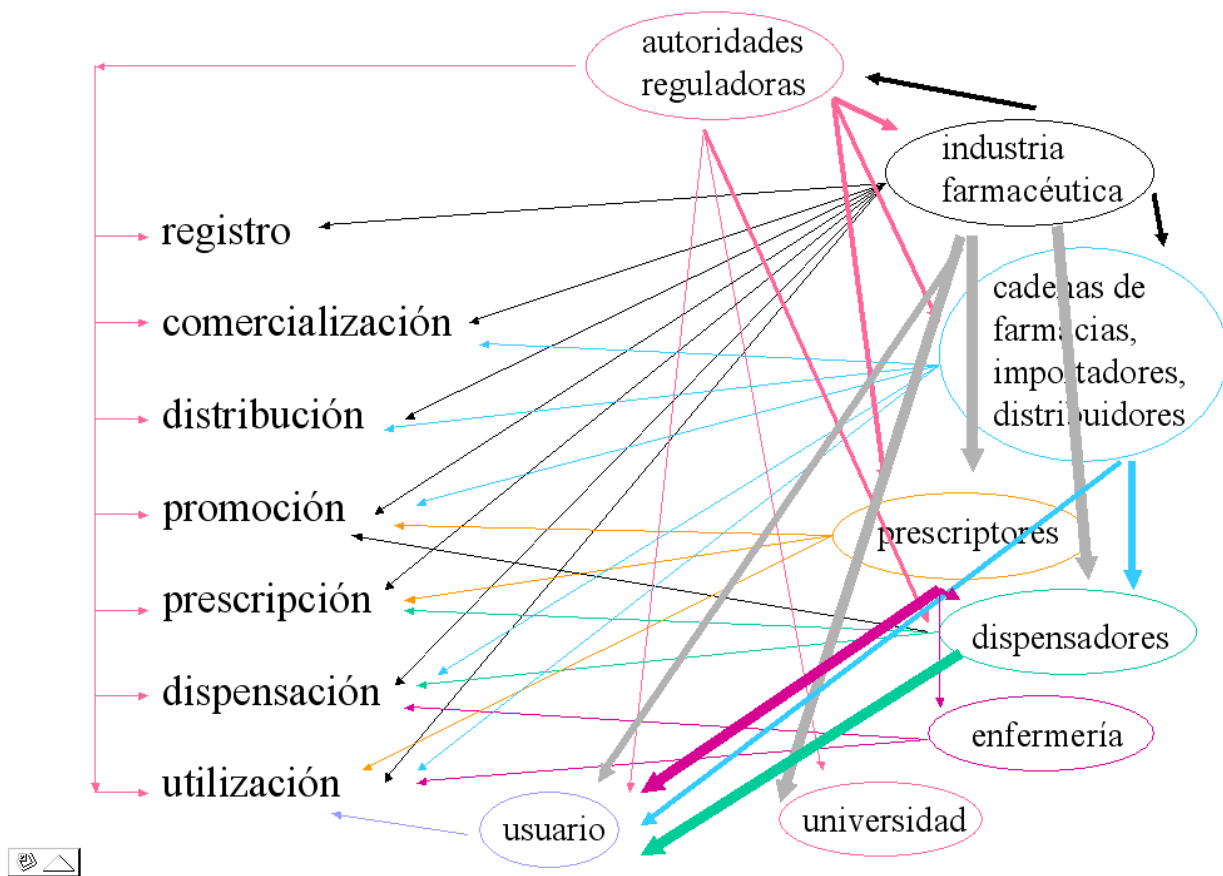 autoridades
reguladoras
industria
farmacéutica
registro
cadenas de
farmacias,
importadores,
distribuidores
comercialización
distribución
promoción
prescriptores
prescripción
dispensadores
dispensación
enfermería
utilización
usuario
universidad